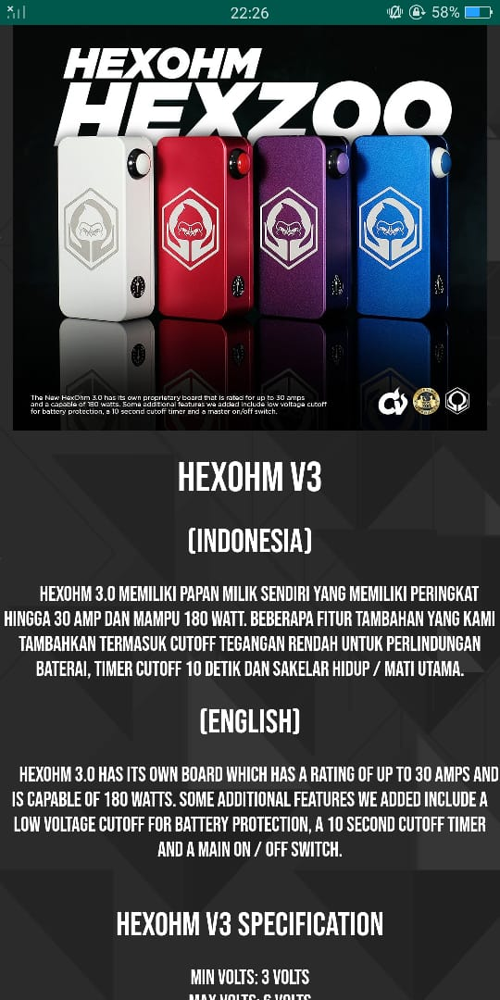 22:26
58%
HEXOHM
HEXZOO
The New HexOhm 3.0 has its own proprietary board that is rated for up to 30 amps
and a capable of 180 watts. Some additional features we added include low voltage cutoff
for battery protection, a 10 second cutoff timer and a master on/off switch.
HEXOHM V3
(INDONESIA)
HEXOHM 3.0 MEMILIKI PAPAN MILIK SENDIRI YANG MEMILIKI PERINGKAT
HINGGA 30 AMP DAN MAMPU 180 WATT. BEBERAPA FITUR TAMBAHAN YANG KAMI
TAMBAHKAN TERMASUK CUTOFF TEGANGAN RENDAH UNTUK PERLINDUNGAN
BATERAI, TIMER CUTOFF 10 DETIK DAN SAKELAR HIDUP / MATI UTAMA.
(ENGLISH)
HEXOHM 3.0 HAS ITS OWN BOARD WHICH HAS A RATING OF UP TO 30 AMPS AND
IS CAPABLE OF 180 WATTS. SOME ADDITIONAL FEATURES WE ADDED INCLUDE A
LOW VOLTAGE CUTOFF FOR BATTERY PROTECTION, A 10 SECOND CUTOFF TIMER
AND A MAIN ON / OFF SWITCH.
HEXOHM V3 SPECIFICATION
MIN VOLTS: 3 VOLTS
MAX VOLTS: 6 VOLTS